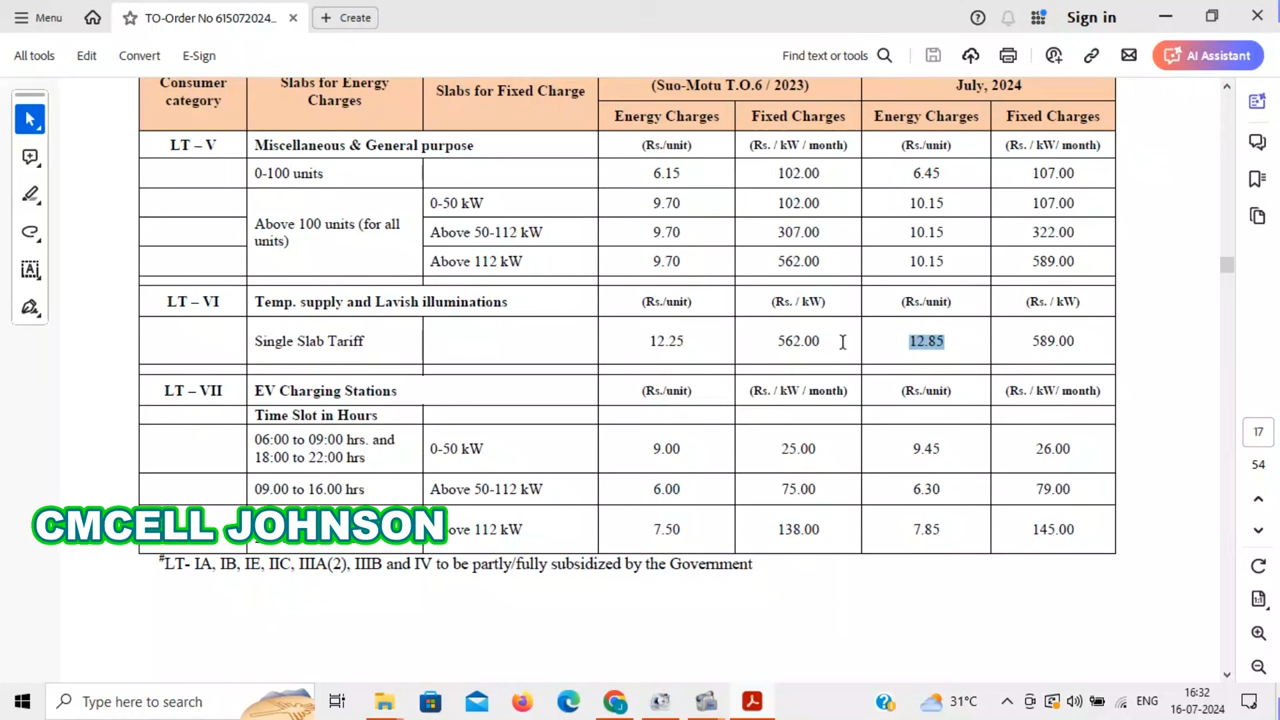 Menu
TO-Order No 615072024...
Create
Sign in
All tools
Edit
Convert
E-Sign
Find text or tools
AI Assistant
Consumer category
Slabs for Energy Charges
Slabs for Fixed Charge
(Suo-Motu T.O.6 / 2023)
July, 2024
Energy Charges Fixed Charges Energy Charges Fixed Charges
LT – V Miscellaneous & General purpose (Rs./unit) (Rs. / kW / month) (Rs./unit) (Rs. / kW / month)
0-100 units 6.15 102.00 6.45 107.00
Above 100 units (for all units)
0-50 kW 9.70 102.00 10.15 107.00
Above 50-112 kW 9.70 307.00 10.15 322.00
Above 112 kW 9.70 562.00 10.15 589.00
LT – VI Temp. supply and Lavish illuminations (Rs./unit) (Rs. / kW) (Rs./unit) (Rs. / kW)
Single Slab Tariff 12.25 562.00 12.85 589.00
LT – VII EV Charging Stations (Rs./unit) (Rs. / kW / month) (Rs./unit) (Rs. / kW / month)
Time Slot in Hours
06:00 to 09:00 hrs. and
18:00 to 22:00 hrs
0-50 kW 9.00 25.00 9.45 26.00
09.00 to 16.00 hrs Above 50-112 kW 6.00 75.00 6.30 79.00
CMCELL JOHNSON
112 kW 7.50 138.00 7.85 145.00
#LT- IA, IB, IE, IIC, IIIA(2), IIIB and IV to be partly/fully subsidized by the Government
17
54
Type here to search
31°C
ENG
16:32
16-07-2024